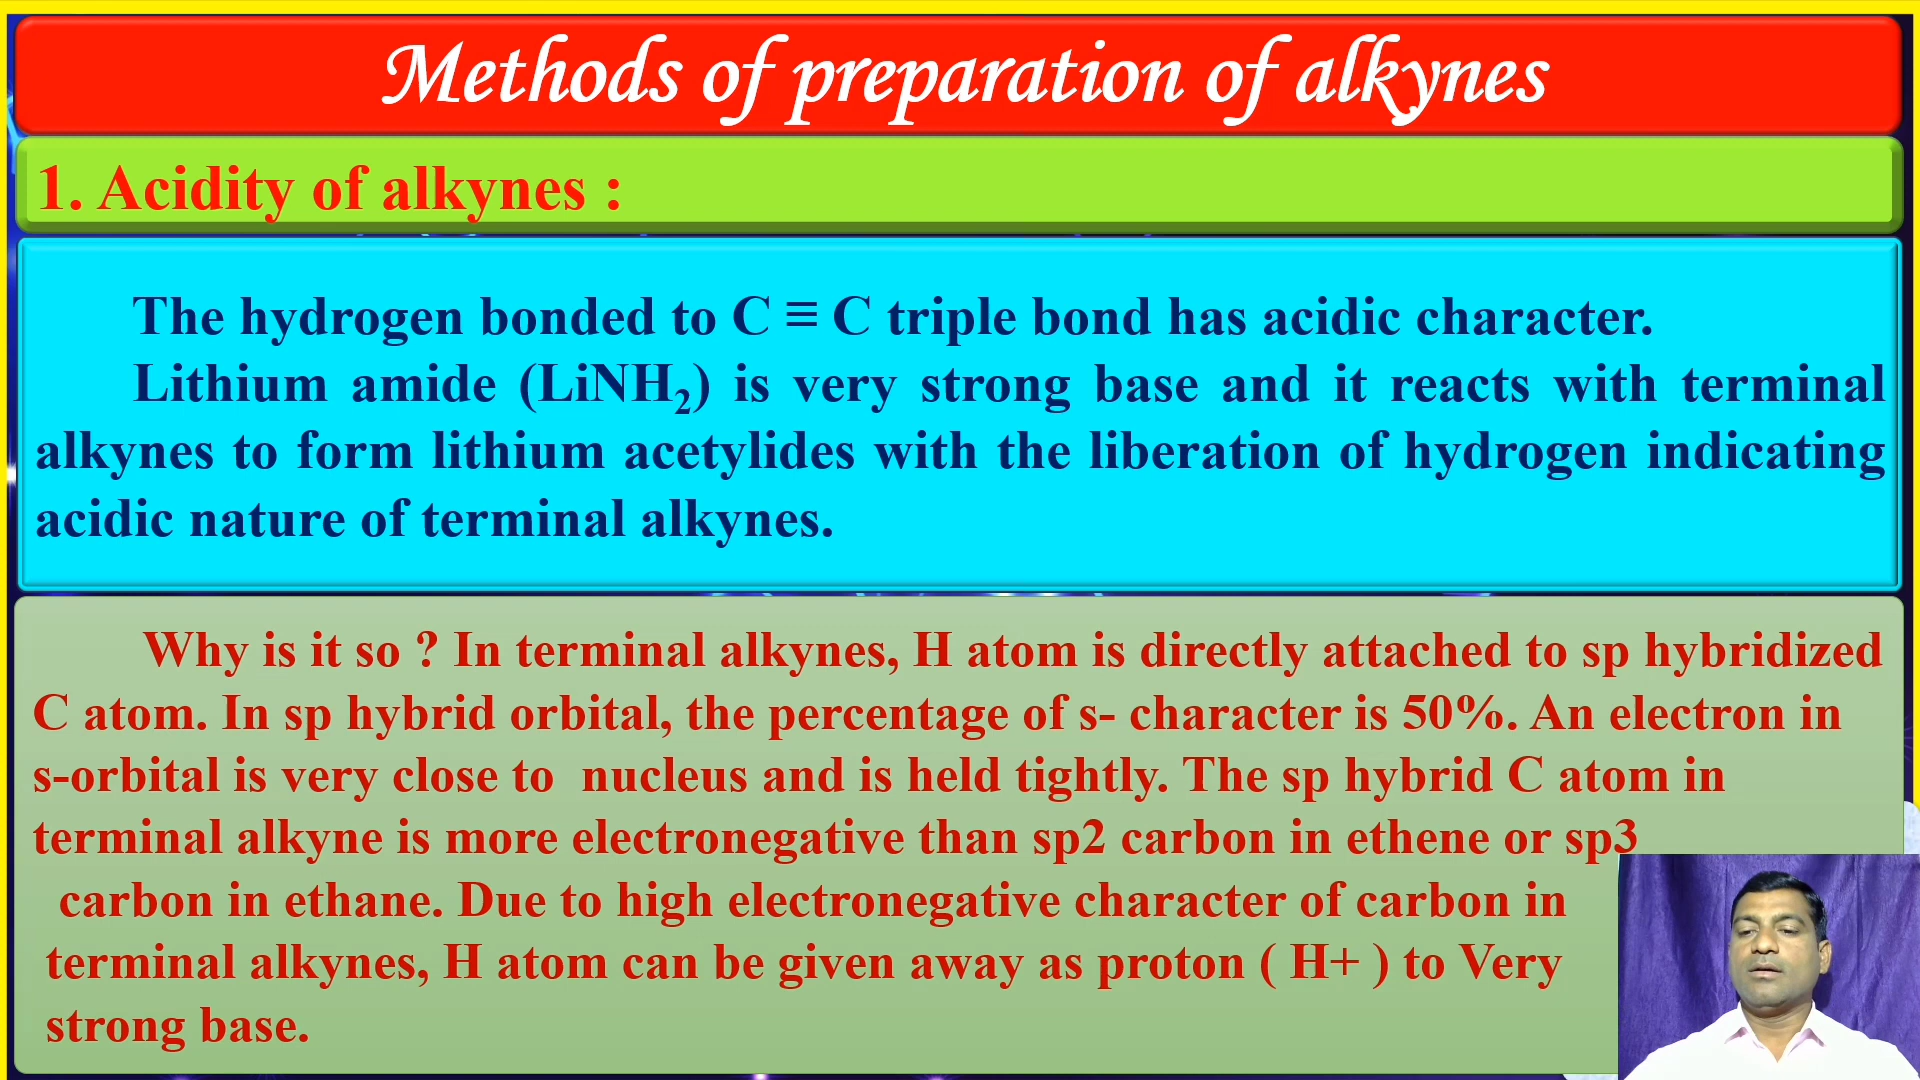 Methods of preparation of alkynes
1. Acidity of alkynes :
The hydrogen bonded to C ≡ C triple bond has acidic character.
Lithium amide (LiNH₂) is very strong base and it reacts with terminal
alkynes to form lithium acetylides with the liberation of hydrogen indicating
acidic nature of terminal alkynes.
Why is it so ? In terminal alkynes, H atom is directly attached to sp hybridized
C atom. In sp hybrid orbital, the percentage of s- character is 50%. An electron in
s-orbital is very close to nucleus and is held tightly. The sp hybrid C atom in
terminal alkyne is more electronegative than sp2 carbon in ethene or sp3
carbon in ethane. Due to high electronegative character of carbon in
terminal alkynes, H atom can be given away as proton ( H+ ) to Very
strong base.